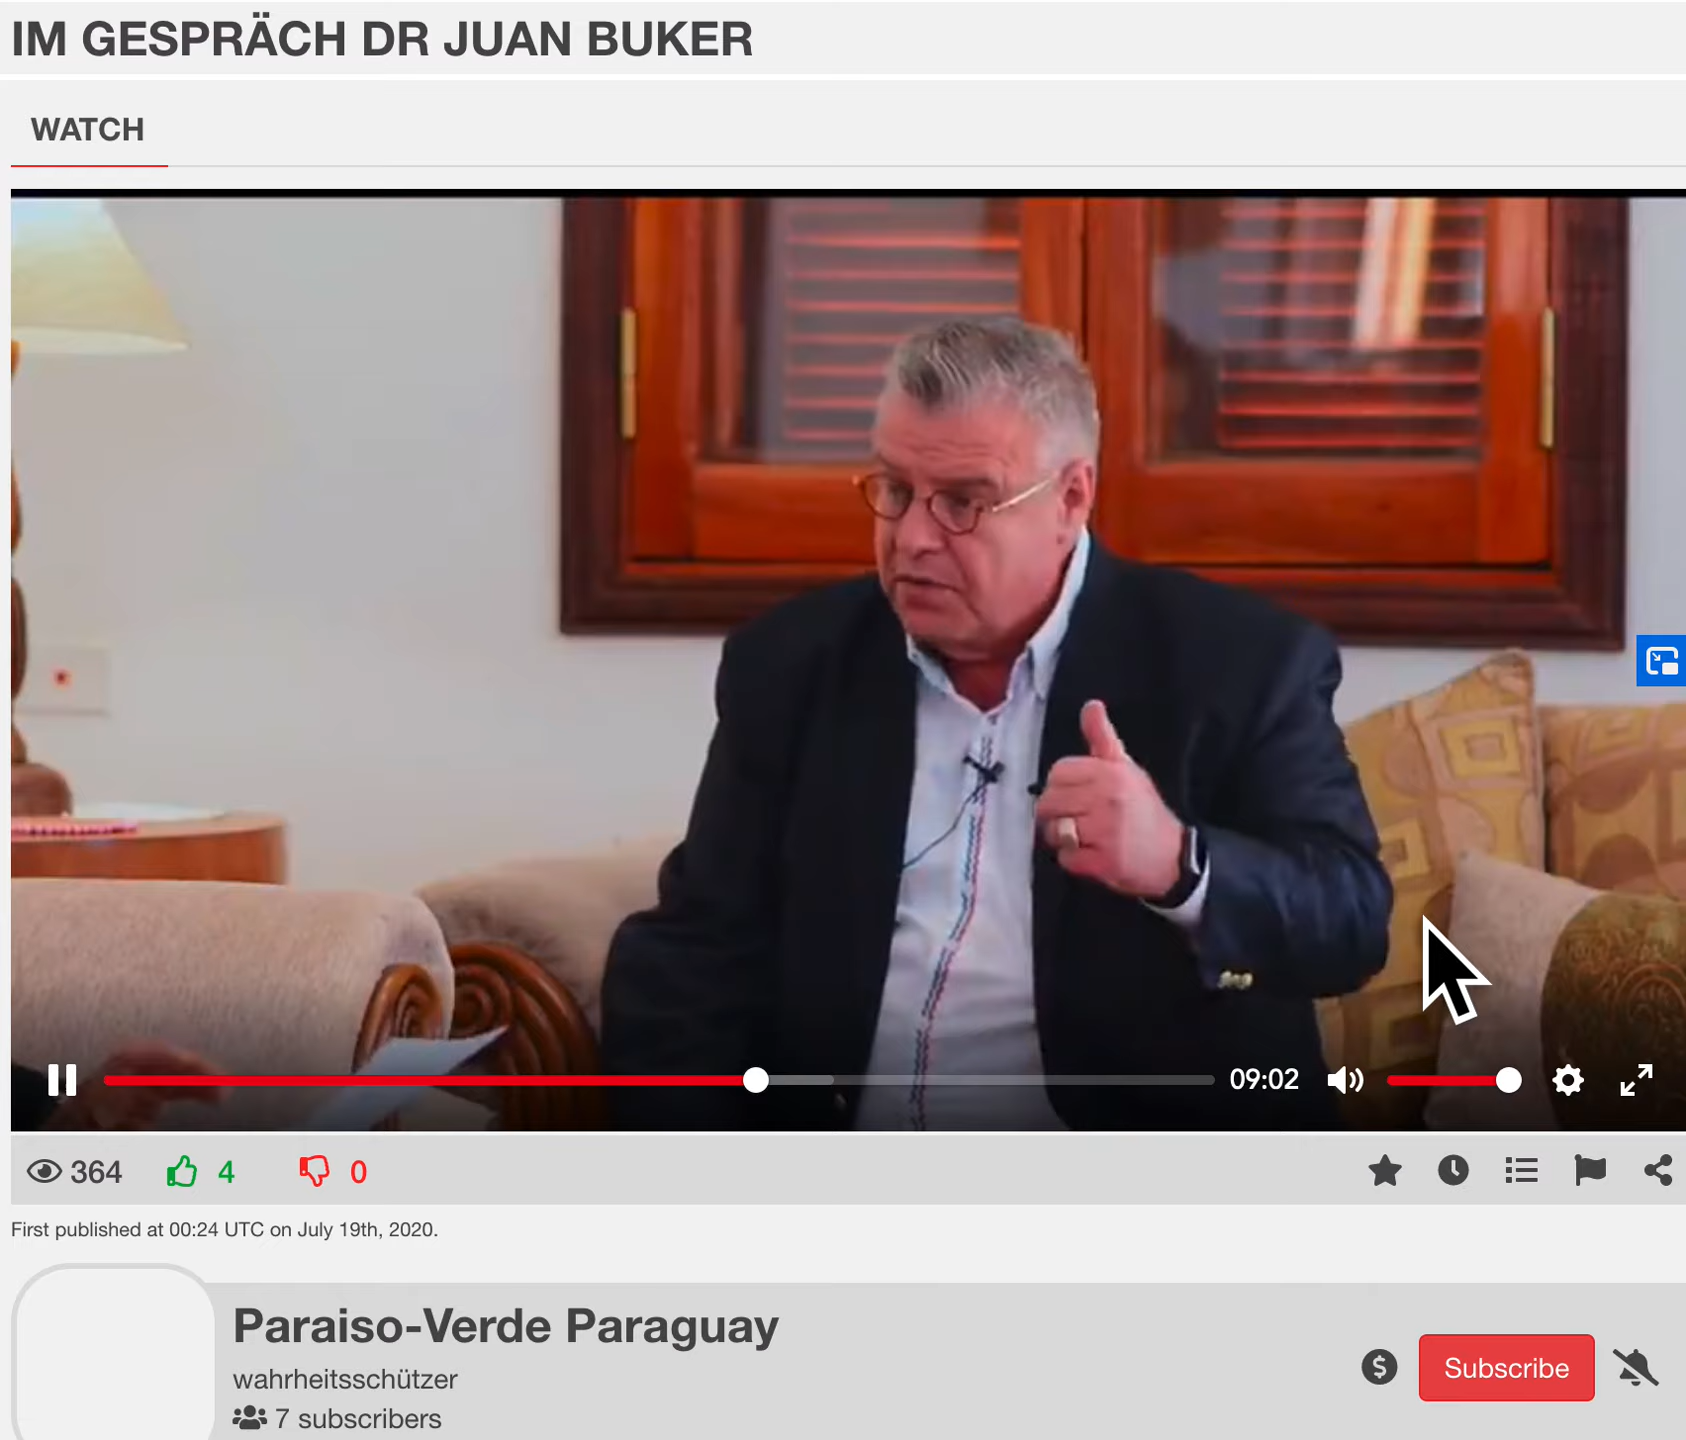 IM GESPRÄCH DR JUAN BUKER
WATCH
09:02
364 4 0
First published at 00:24 UTC on July 19th, 2020.
Paraiso-Verde Paraguay
wahrheitsschützer
7 subscribers
$ Subscribe